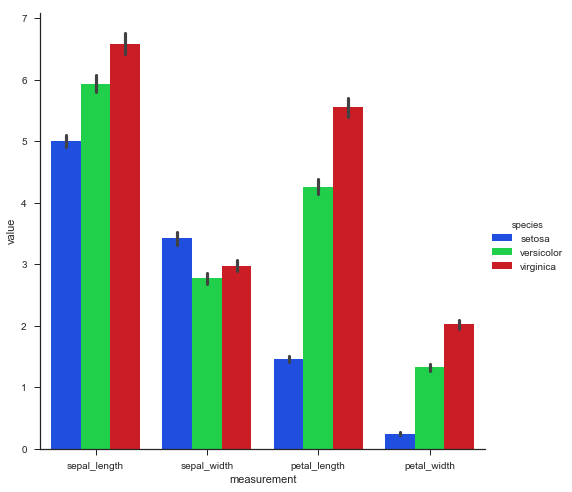 7
6
5
4
3
2
1
0
value
sepal_length sepal_width petal_length petal_width
measurement
species
setosa
versicolor
virginica